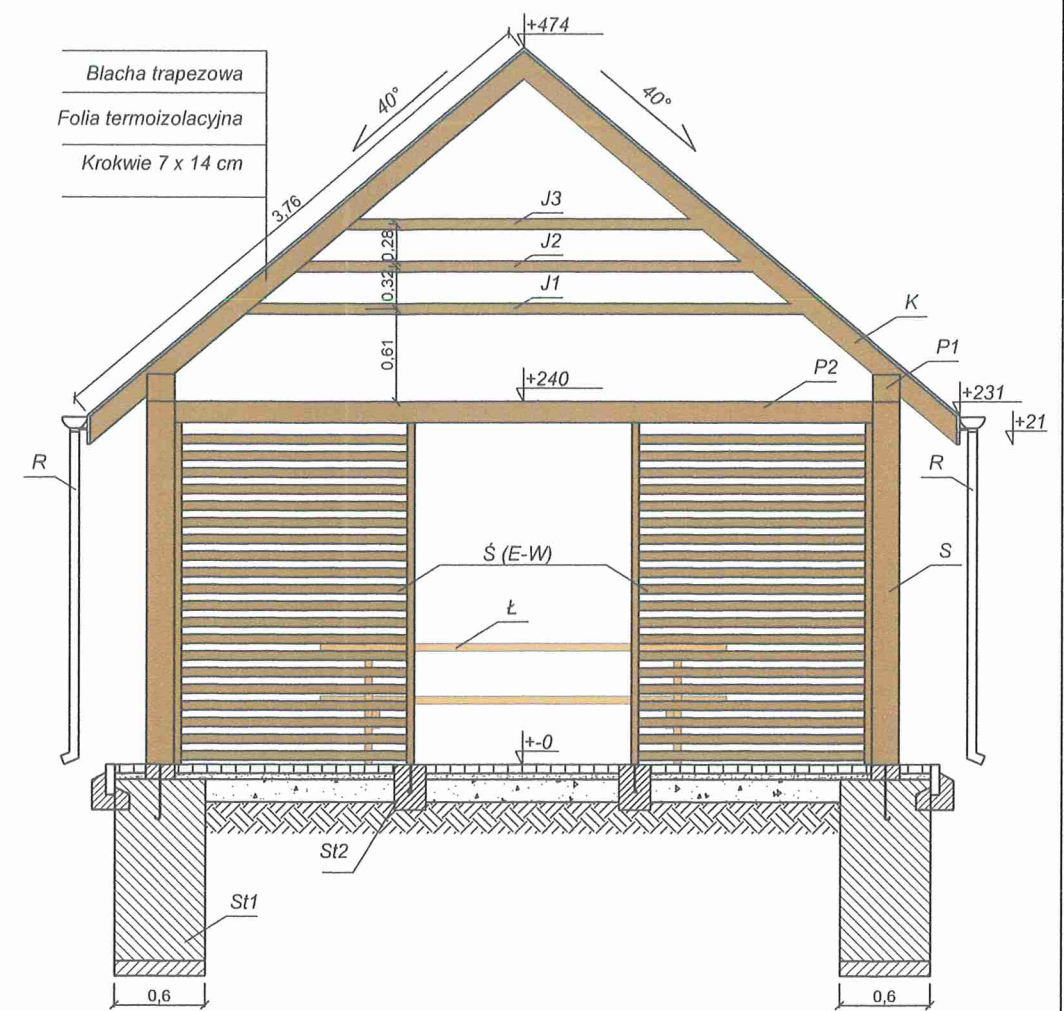 +474
Blacha trapezowa
Folia termoizolacyjna
Krokwie 7 x 14 cm
40°
40°
3,76
J3
0,28
J2
0,32
J1
0,61
K
P1
P2
+240
+231
+21
R
R
Ś (E-W)
S
Ł
+-0
St2
St1
0,6
0,6